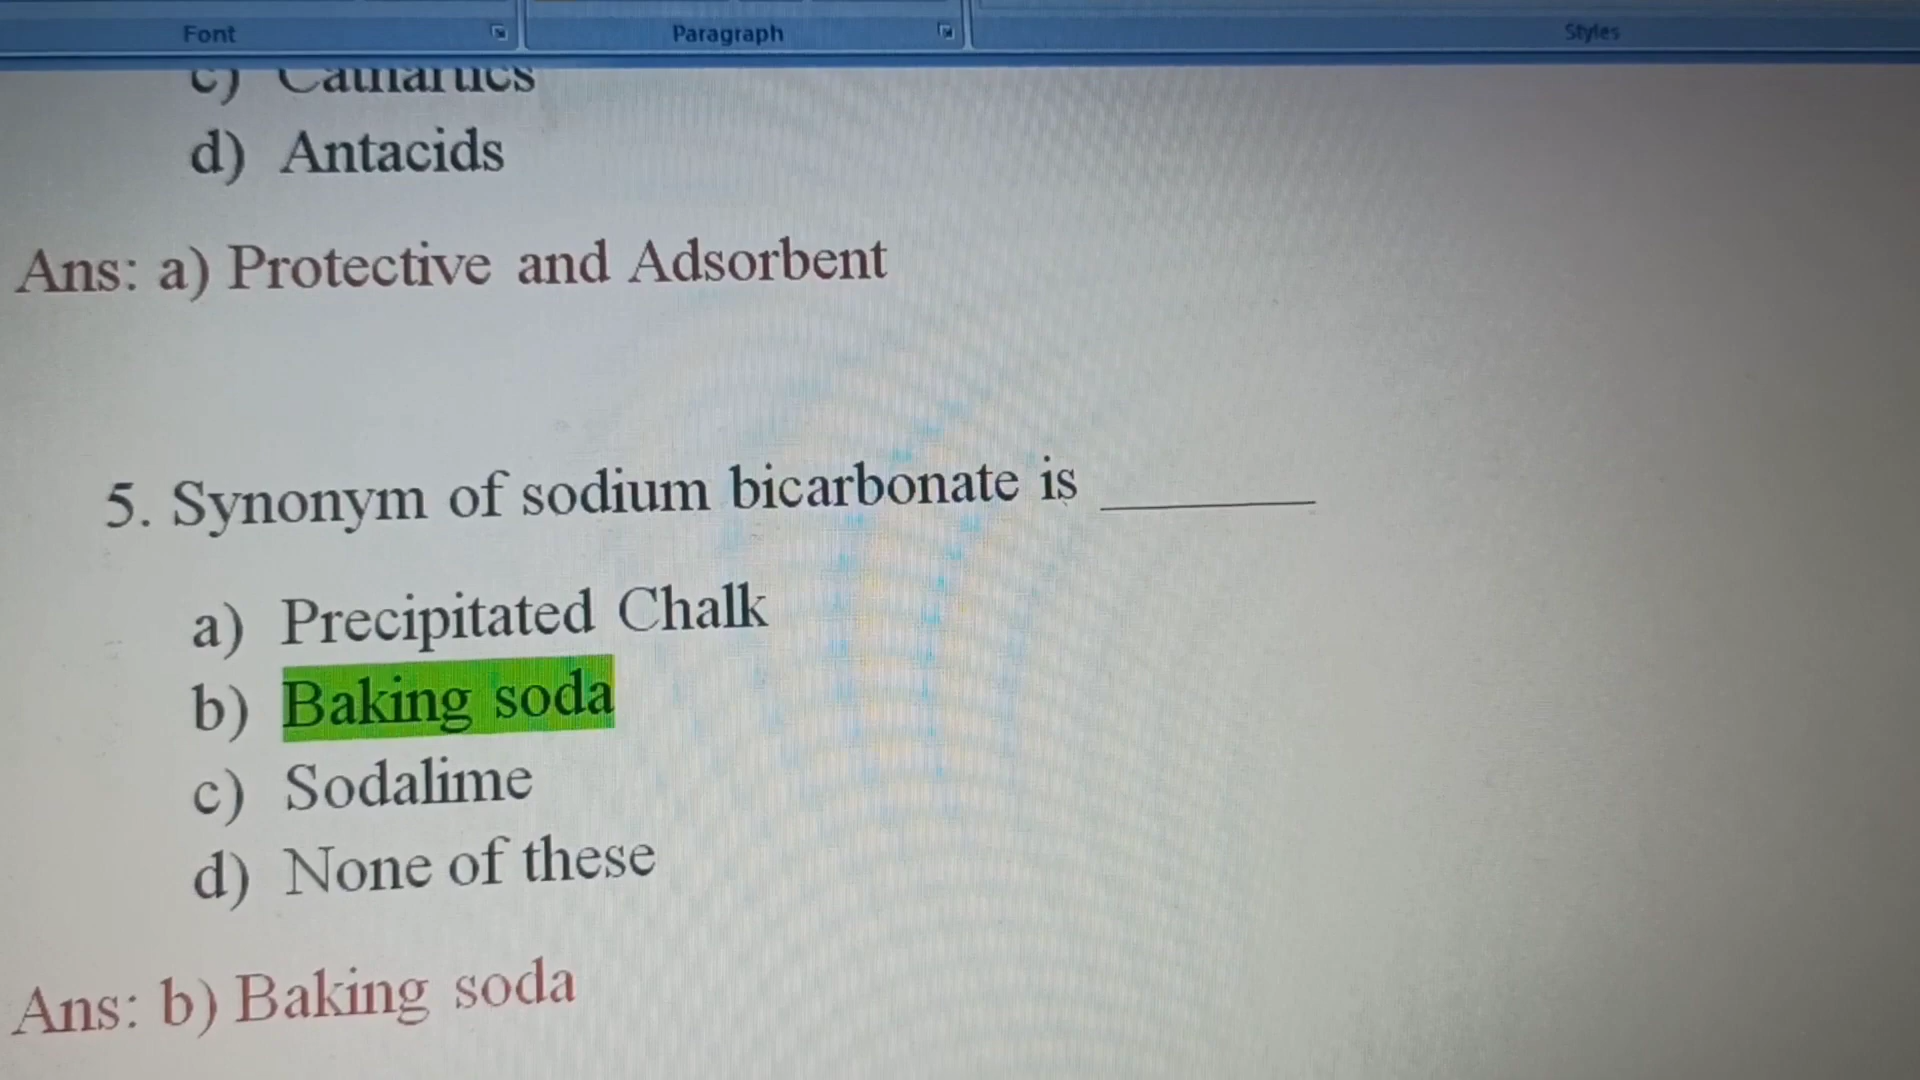 Font Paragraph Styles
c) Cathartics
d) Antacids
Ans: a) Protective and Adsorbent
5. Synonym of sodium bicarbonate is ______
a) Precipitated Chalk
b) Baking soda
c) Sodalime
d) None of these
Ans: b) Baking soda